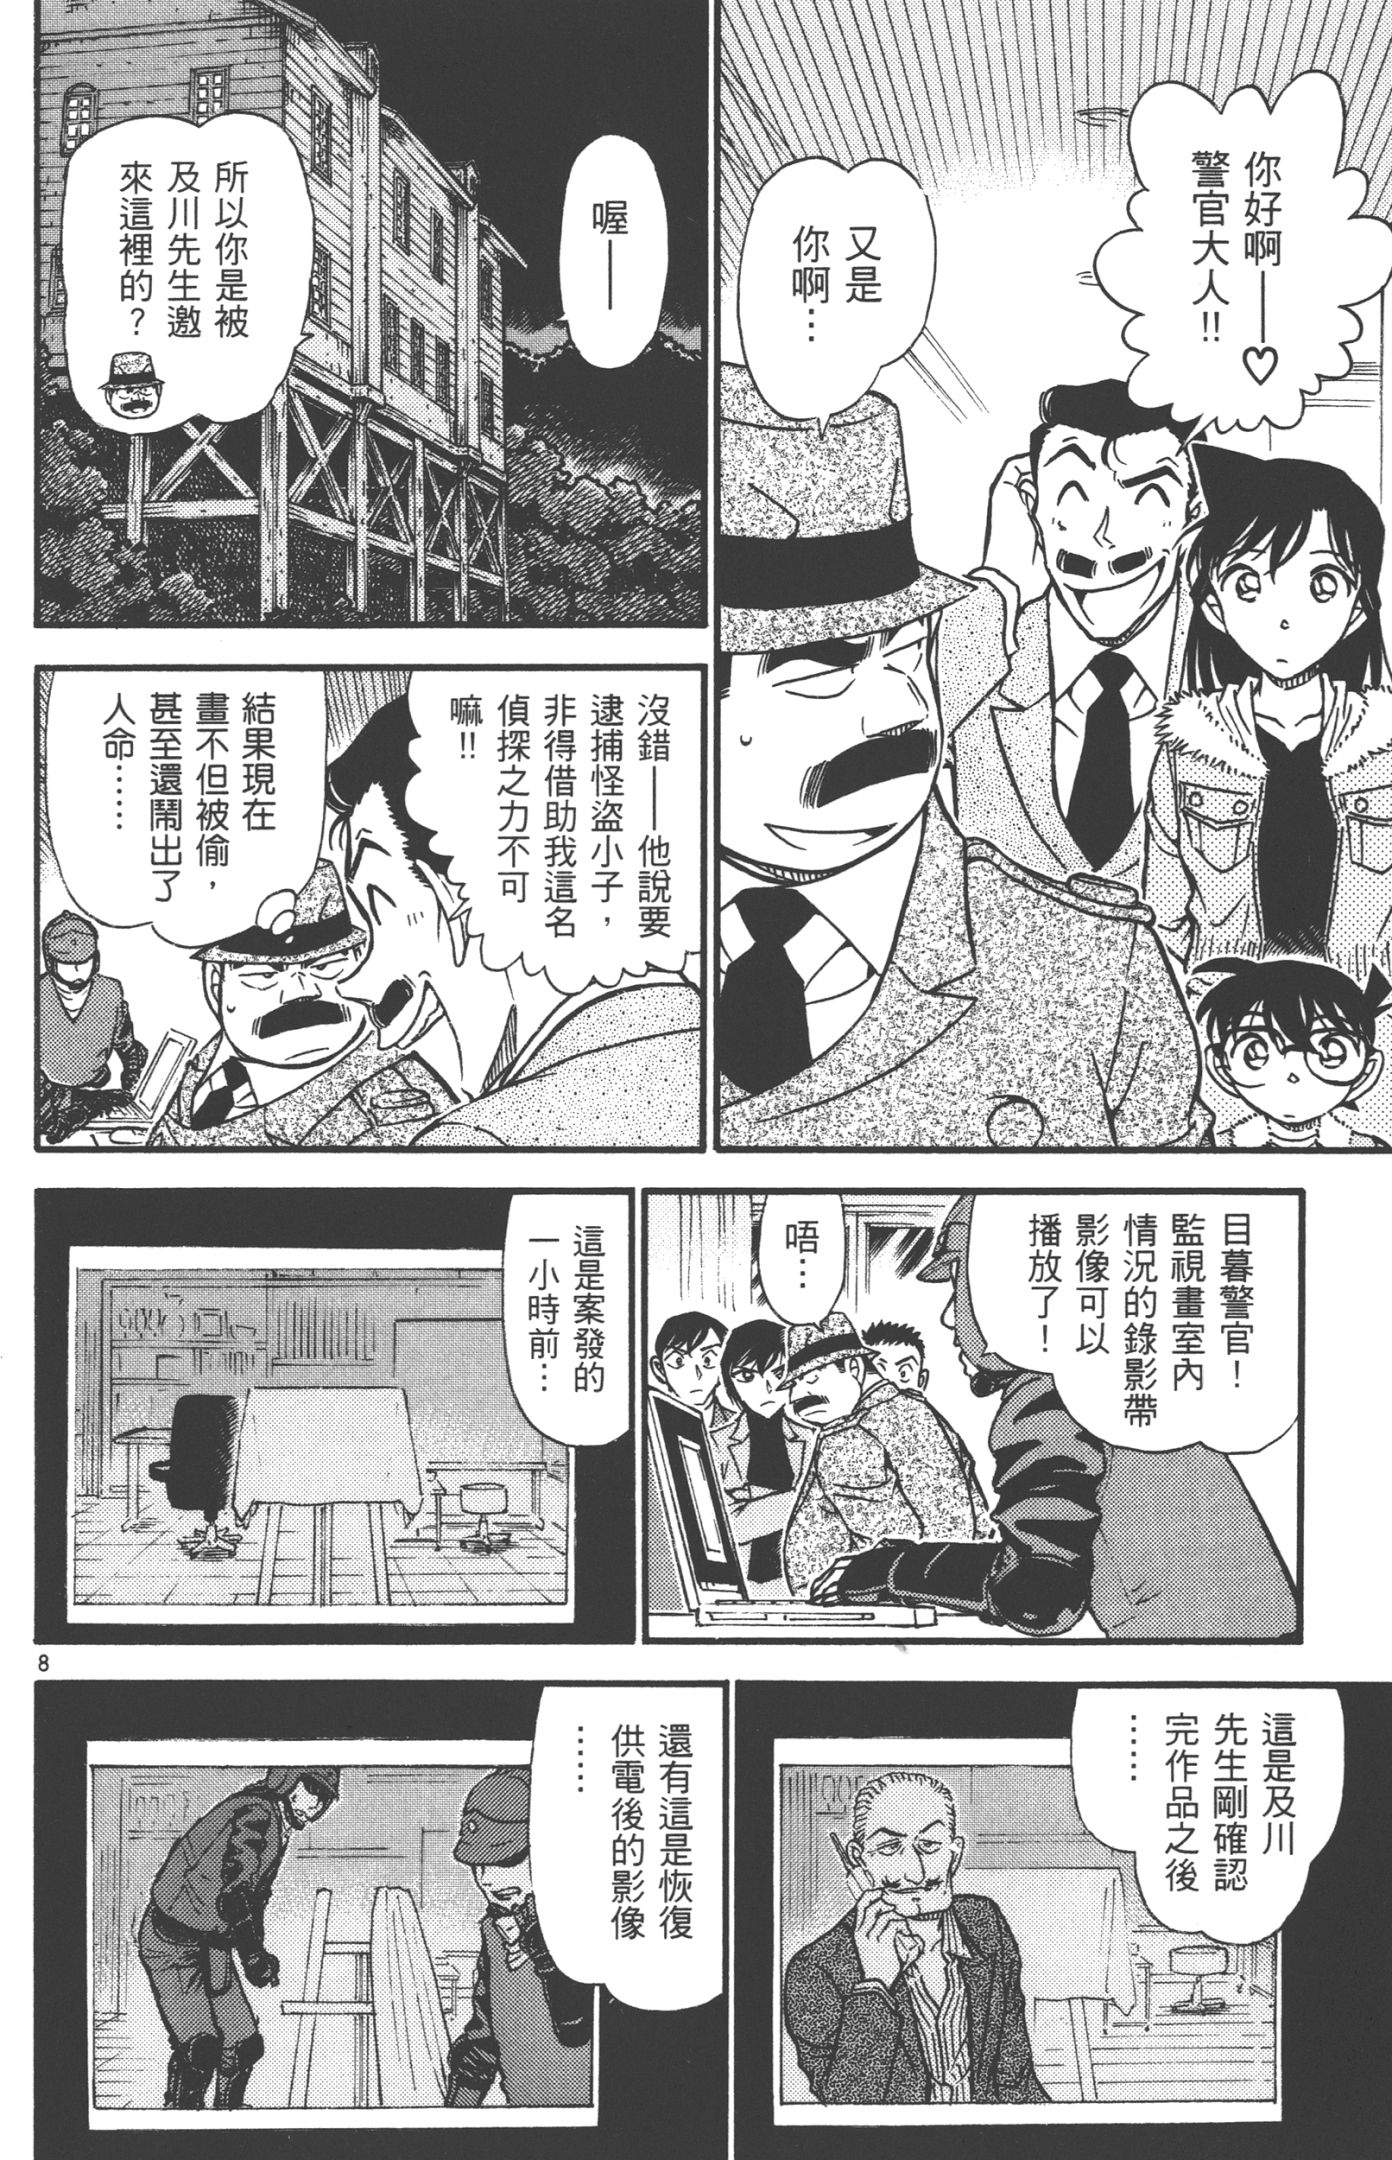 你好啊——♡
警官大人!!
又是
你啊…
喔——
所以你是被
及川先生邀
來這裡的？
沒錯——他說要
逮捕怪盜小子，
非得借助我這名
偵探之力不可
嘛!!
結果現在
畫不但被偷，
甚至還鬧出了
人命……
目暮警官！
監視畫室內
情況的錄影帶
影像可以
播放了！
唔…
這是案發的
一小時前…
這是及川
先生剛確認
完作品之後
……
還有這是恢復
供電後的影像
……
8